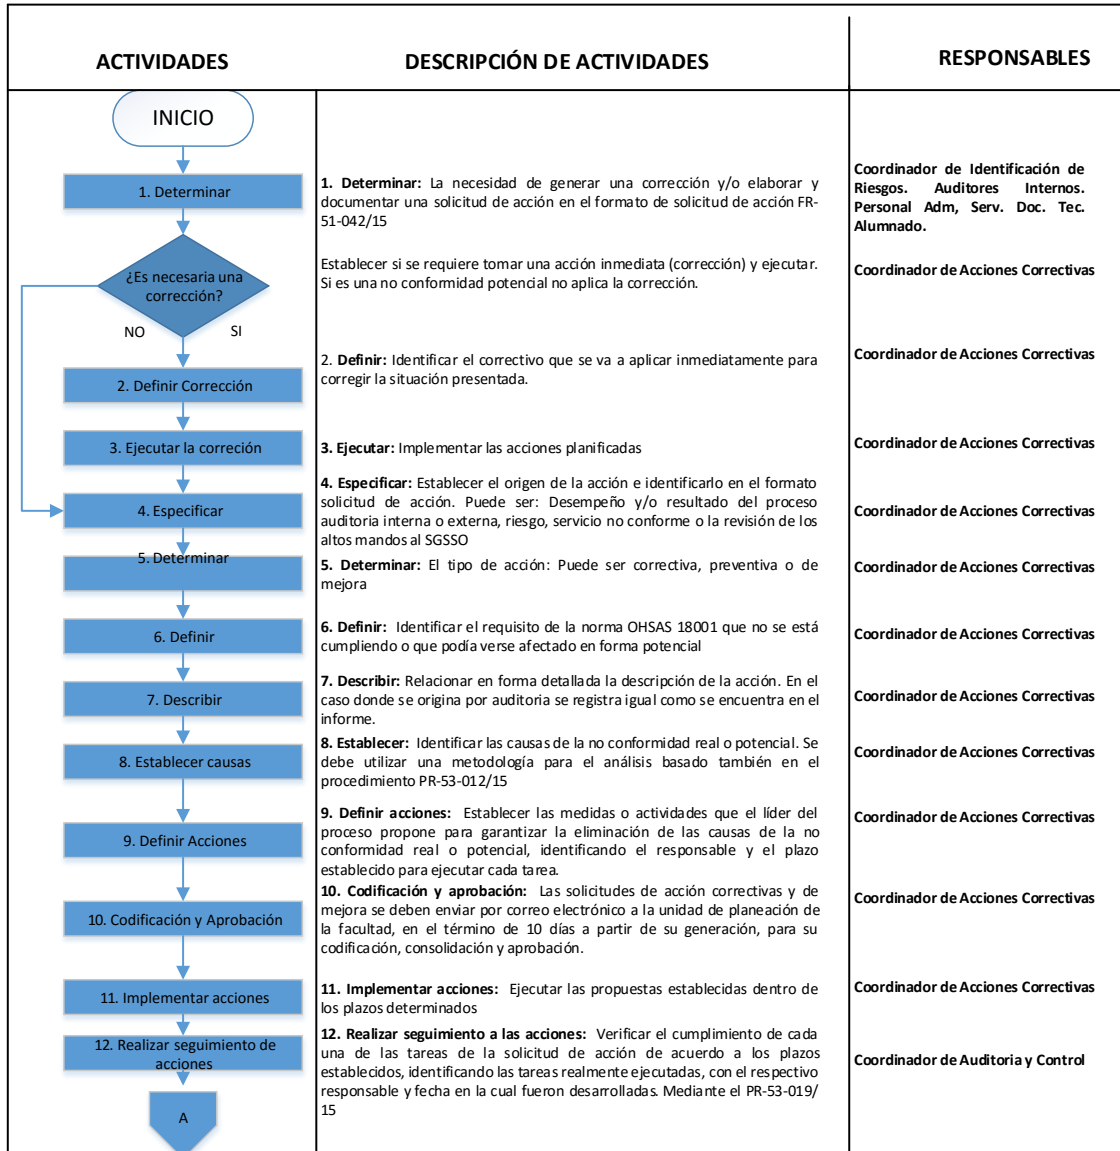 ACTIVIDADES
DESCRIPCIÓN DE ACTIVIDADES
RESPONSABLES
INICIO
1. Determinar
1. Determinar: La necesidad de generar una corrección y/o elaborar y
documentar una solicitud de acción en el formato de solicitud de acción FR-
51-042/15
Coordinador de Identificación de
Riesgos. Auditores Internos.
Personal Adm, Serv. Doc. Tec.
Alumnado.
¿Es necesaria una
corrección?
NO
SI
Establecer si se requiere tomar una acción inmediata (corrección) y ejecutar.
Si es una no conformidad potencial no aplica la corrección.
Coordinador de Acciones Correctivas
2. Definir Corrección
2. Definir: Identificar el correctivo que se va a aplicar inmediatamente para
corregir la situación presentada.
Coordinador de Acciones Correctivas
3. Ejecutar la correción
3. Ejecutar: Implementar las acciones planificadas
Coordinador de Acciones Correctivas
4. Especificar
4. Especificar: Establecer el origen de la acción e identificarlo en el formato
solicitud de acción. Puede ser: Desempeño y/o resultado del proceso
auditoria interna o externa, riesgo, servicio no conforme o la revisión de los
altos mandos al SGSSO
Coordinador de Acciones Correctivas
5. Determinar
5. Determinar: El tipo de acción: Puede ser correctiva, preventiva o de
mejora
Coordinador de Acciones Correctivas
6. Definir
6. Definir: Identificar el requisito de la norma OHSAS 18001 que no se está
cumpliendo o que podía verse afectado en forma potencial
Coordinador de Acciones Correctivas
7. Describir
7. Describir: Relacionar en forma detallada la descripción de la acción. En el
caso donde se origina por auditoria se registra igual como se encuentra en el
informe.
Coordinador de Acciones Correctivas
8. Establecer causas
8. Establecer: Identificar las causas de la no conformidad real o potencial. Se
debe utilizar una metodología para el análisis basado también en el
procedimiento PR-53-012/15
Coordinador de Acciones Correctivas
9. Definir Acciones
9. Definir acciones: Establecer las medidas o actividades que el líder del
proceso propone para garantizar la eliminación de las causas de la no
conformidad real o potencial, identificando el responsable y el plazo
establecido para ejecutar cada tarea.
Coordinador de Acciones Correctivas
10. Codificación y Aprobación
10. Codificación y aprobación: Las solicitudes de acción correctivas y de
mejora se deben enviar por correo electrónico a la unidad de planeación de
la facultad, en el término de 10 días a partir de su generación, para su
codificación, consolidación y aprobación.
Coordinador de Acciones Correctivas
11. Implementar acciones
11. Implementar acciones: Ejecutar las propuestas establecidas dentro de
los plazos determinados
Coordinador de Acciones Correctivas
12. Realizar seguimiento de
acciones
12. Realizar seguimiento a las acciones: Verificar el cumplimiento de cada
una de las tareas de la solicitud de acción de acuerdo a los plazos
establecidos, identificando las tareas realmente ejecutadas, con el respectivo
responsable y fecha en la cual fueron desarrolladas. Mediante el PR-53-019/
15
Coordinador de Auditoria y Control
A